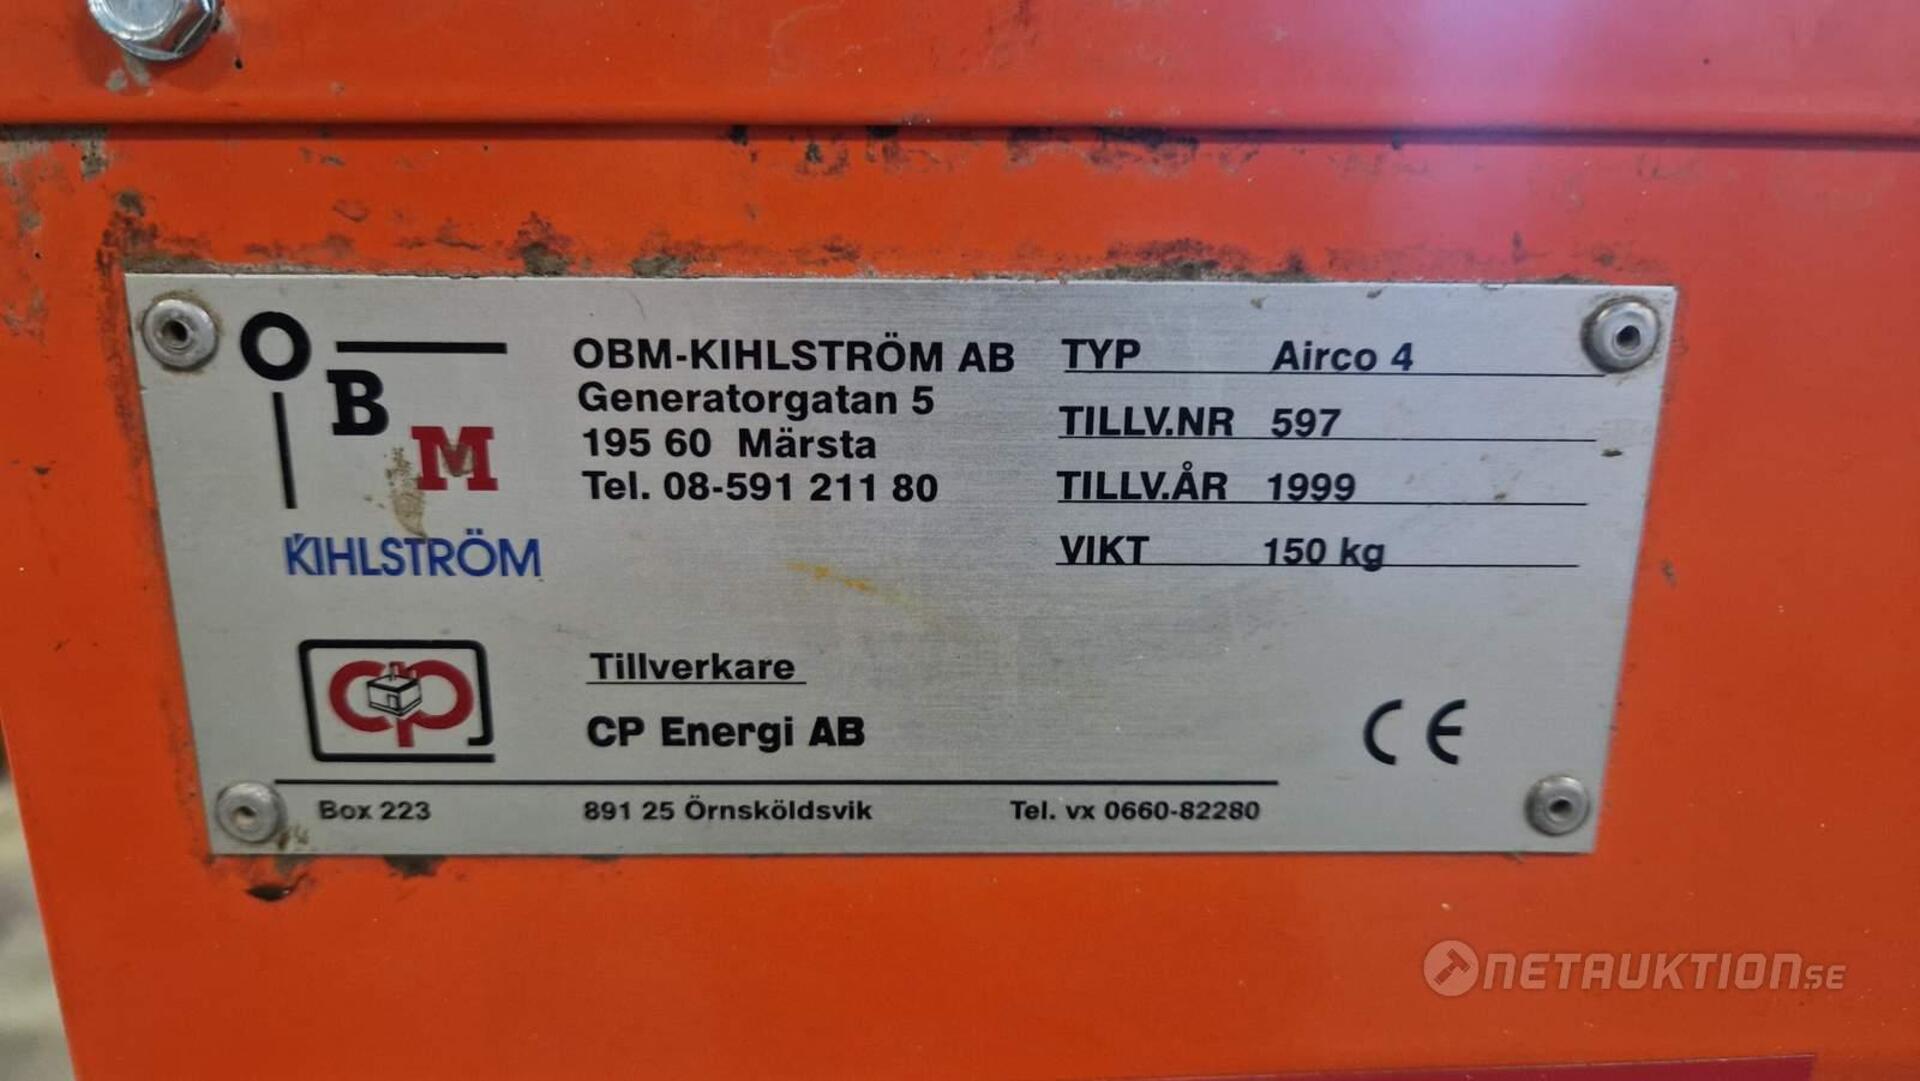 OBM
KIHLSTRÖM
OBM-KIHLSTRÖM AB
Generatorgatan 5
195 60 Märsta
Tel. 08-591 211 80
TYP Airco 4
TILLV.NR 597
TILLV.ÅR 1999
VIKT 150 kg
cp
Tillverkare
CP Energi AB
CE
Box 223 891 25 Örnsköldsvik Tel. vx 0660-82280
NETAUKTION.SE